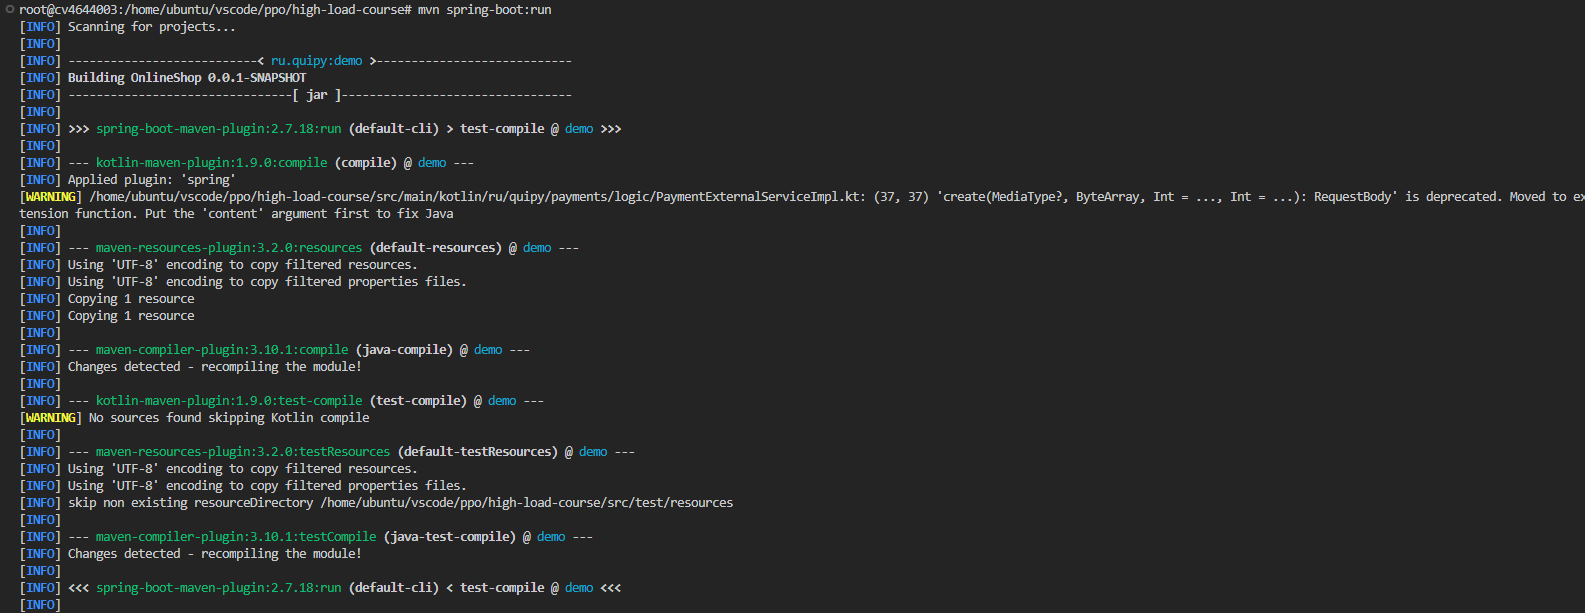 root@cv4644003:/home/ubuntu/vscode/ppo/high-load-course# mvn spring-boot:run
[INFO] Scanning for projects...
[INFO]
[INFO] ---------------------------< ru.quipy:demo >----------------------------
[INFO] Building OnlineShop 0.0.1-SNAPSHOT
[INFO] --------------------------------[ jar ]---------------------------------
[INFO]
[INFO] >>> spring-boot-maven-plugin:2.7.18:run (default-cli) > test-compile @ demo >>>
[INFO]
[INFO] --- kotlin-maven-plugin:1.9.0:compile (compile) @ demo ---
[INFO] Applied plugin: 'spring'
[WARNING] /home/ubuntu/vscode/ppo/high-load-course/src/main/kotlin/ru/quipy/payments/logic/PaymentExternalServiceImpl.kt: (37, 37) 'create(MediaType?, ByteArray, Int = ..., Int = ...): RequestBody' is deprecated. Moved to ex
tension function. Put the 'content' argument first to fix Java
[INFO]
[INFO] --- maven-resources-plugin:3.2.0:resources (default-resources) @ demo ---
[INFO] Using 'UTF-8' encoding to copy filtered resources.
[INFO] Using 'UTF-8' encoding to copy filtered properties files.
[INFO] Copying 1 resource
[INFO] Copying 1 resource
[INFO]
[INFO] --- maven-compiler-plugin:3.10.1:compile (java-compile) @ demo ---
[INFO] Changes detected - recompiling the module!
[INFO]
[INFO] --- kotlin-maven-plugin:1.9.0:test-compile (test-compile) @ demo ---
[WARNING] No sources found skipping Kotlin compile
[INFO]
[INFO] --- maven-resources-plugin:3.2.0:testResources (default-testResources) @ demo ---
[INFO] Using 'UTF-8' encoding to copy filtered resources.
[INFO] Using 'UTF-8' encoding to copy filtered properties files.
[INFO] skip non existing resourceDirectory /home/ubuntu/vscode/ppo/high-load-course/src/test/resources
[INFO]
[INFO] --- maven-compiler-plugin:3.10.1:testCompile (java-test-compile) @ demo ---
[INFO] Changes detected - recompiling the module!
[INFO]
[INFO] <<< spring-boot-maven-plugin:2.7.18:run (default-cli) < test-compile @ demo <<<
[INFO]